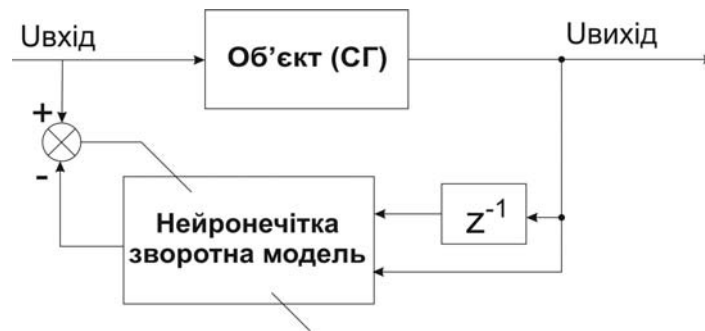 Uвхід
Об’єкт (СГ)
Uвихід
+
-
Нейронечітка
зворотна модель
z⁻¹